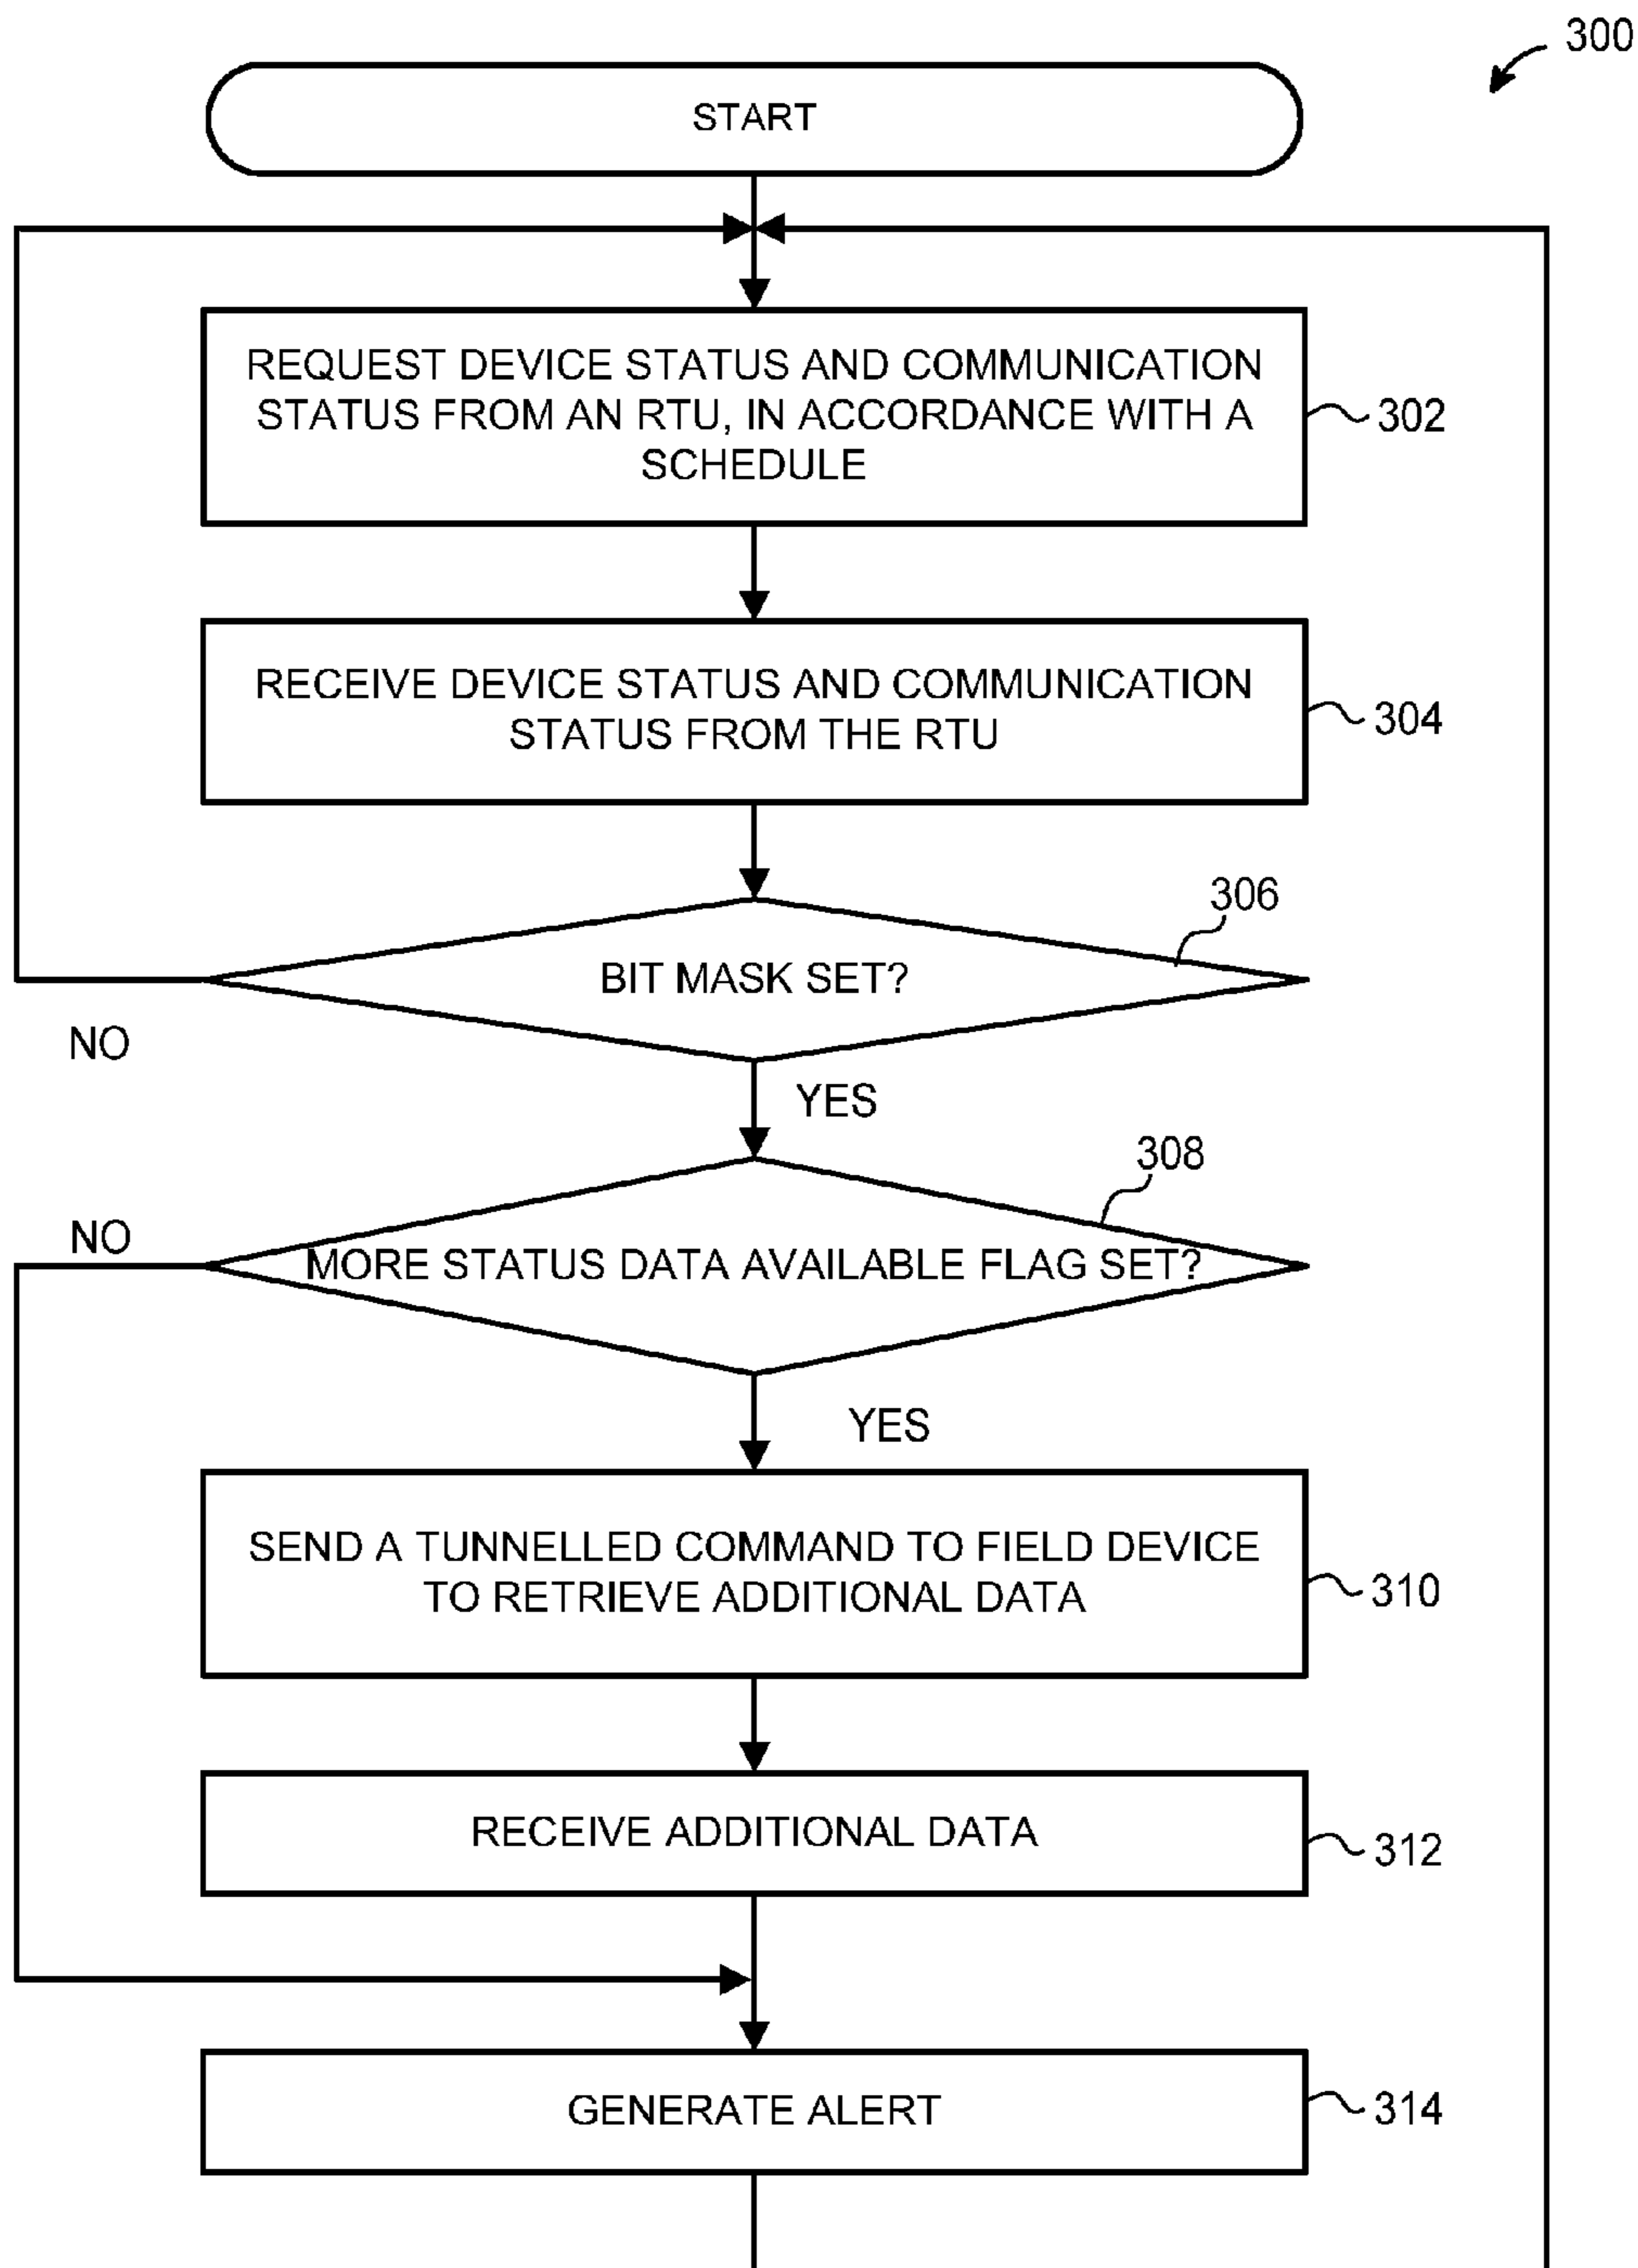 300
START
REQUEST DEVICE STATUS AND COMMUNICATION
STATUS FROM AN RTU, IN ACCORDANCE WITH A
SCHEDULE
302
RECEIVE DEVICE STATUS AND COMMUNICATION
STATUS FROM THE RTU
304
306
BIT MASK SET?
NO
YES
308
NO
MORE STATUS DATA AVAILABLE FLAG SET?
YES
SEND A TUNNELLED COMMAND TO FIELD DEVICE
TO RETRIEVE ADDITIONAL DATA
310
RECEIVE ADDITIONAL DATA
312
GENERATE ALERT
314